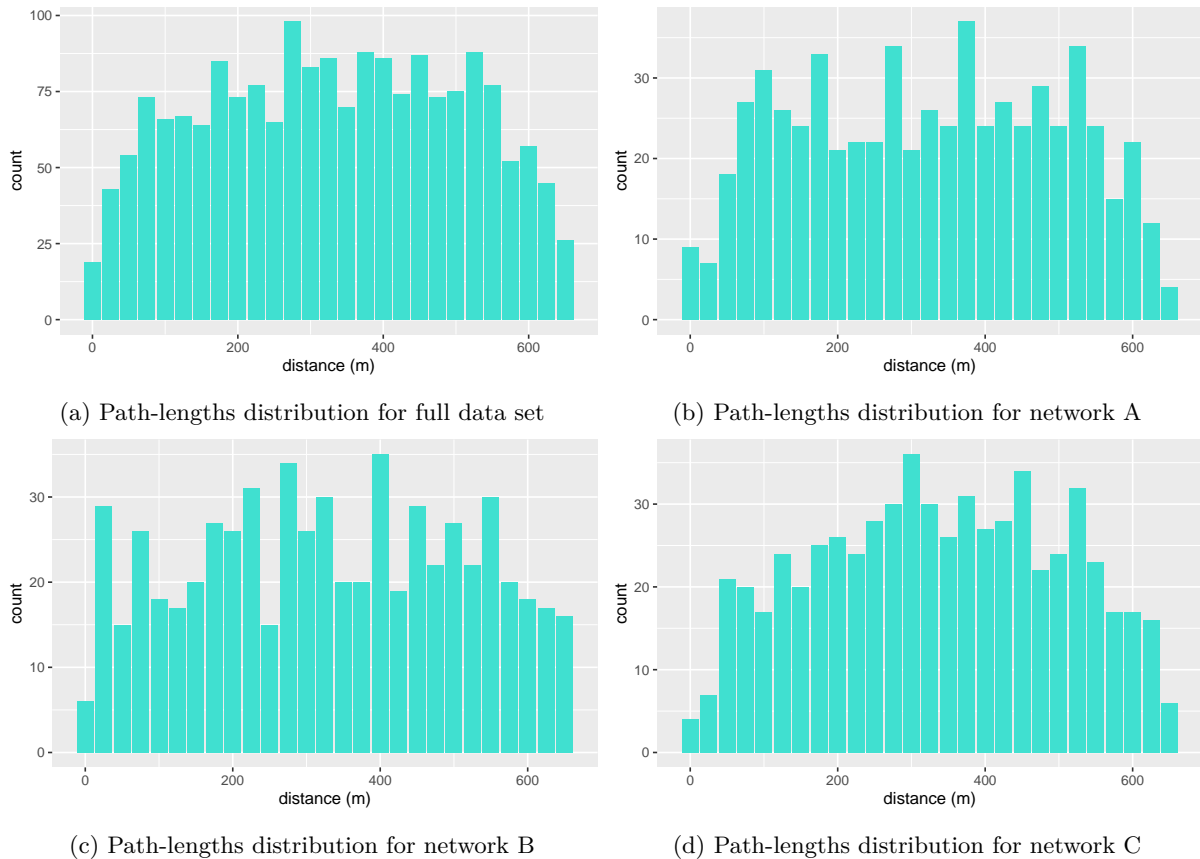 100
75
50
25
0
count
0 200 400 600
distance (m)
(a) Path-lengths distribution for full data set
30
20
10
0
count
0 200 400 600
distance (m)
(b) Path-lengths distribution for network A
30
20
10
0
count
0 200 400 600
distance (m)
(c) Path-lengths distribution for network B
30
20
10
0
count
0 200 400 600
distance (m)
(d) Path-lengths distribution for network C